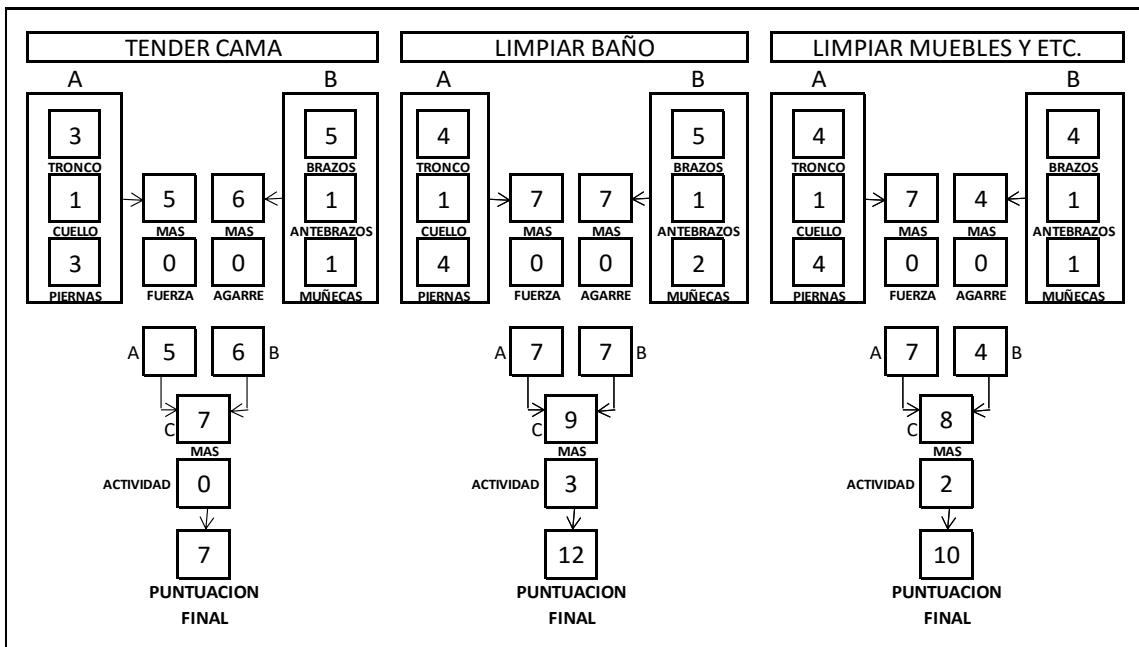 TENDER CAMA LIMPIAR BAÑO LIMPIAR MUEBLES Y ETC.
A B A B A B
3 5 4 5 4 4
TRONCO BRAZOS TRONCO BRAZOS TRONCO BRAZOS
1 5 6 1 1 7 7 1 1 7 4 1
CUELLO MAS MAS ANTEBRAZOS CUELLO MAS MAS ANTEBRAZOS CUELLO MAS MAS ANTEBRAZOS
3 0 0 1 4 0 0 2 4 0 0 1
PIERNAS FUERZA AGARRE MUÑECAS PIERNAS FUERZA AGARRE MUÑECAS PIERNAS FUERZA AGARRE MUÑECAS
A 5 6 B A 7 7 B A 7 4 B
C 7 C 9 C 8
MAS MAS MAS
ACTIVIDAD 0 ACTIVIDAD 3 ACTIVIDAD 2
7 12 10
PUNTUACION PUNTUACION PUNTUACION
FINAL FINAL FINAL